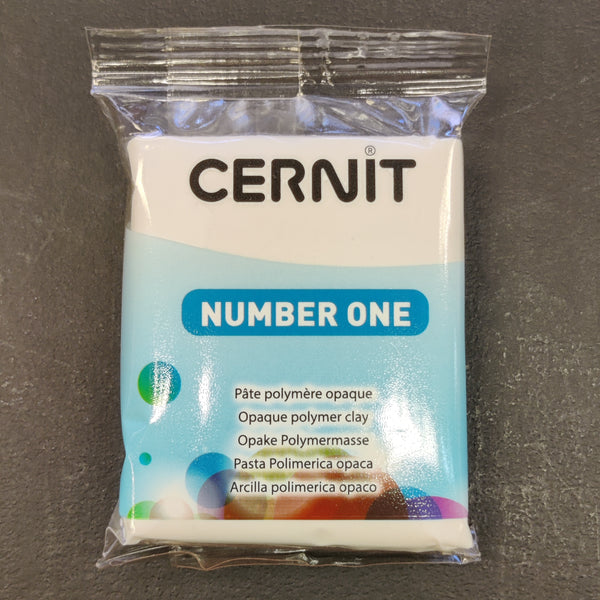 CERNiT®
NUMBER ONE
Pâte polymère opaque
Opaque polymer clay
Opake Polymermasse
Pasta Polimerica opaca
Arcilla polimerica opaco